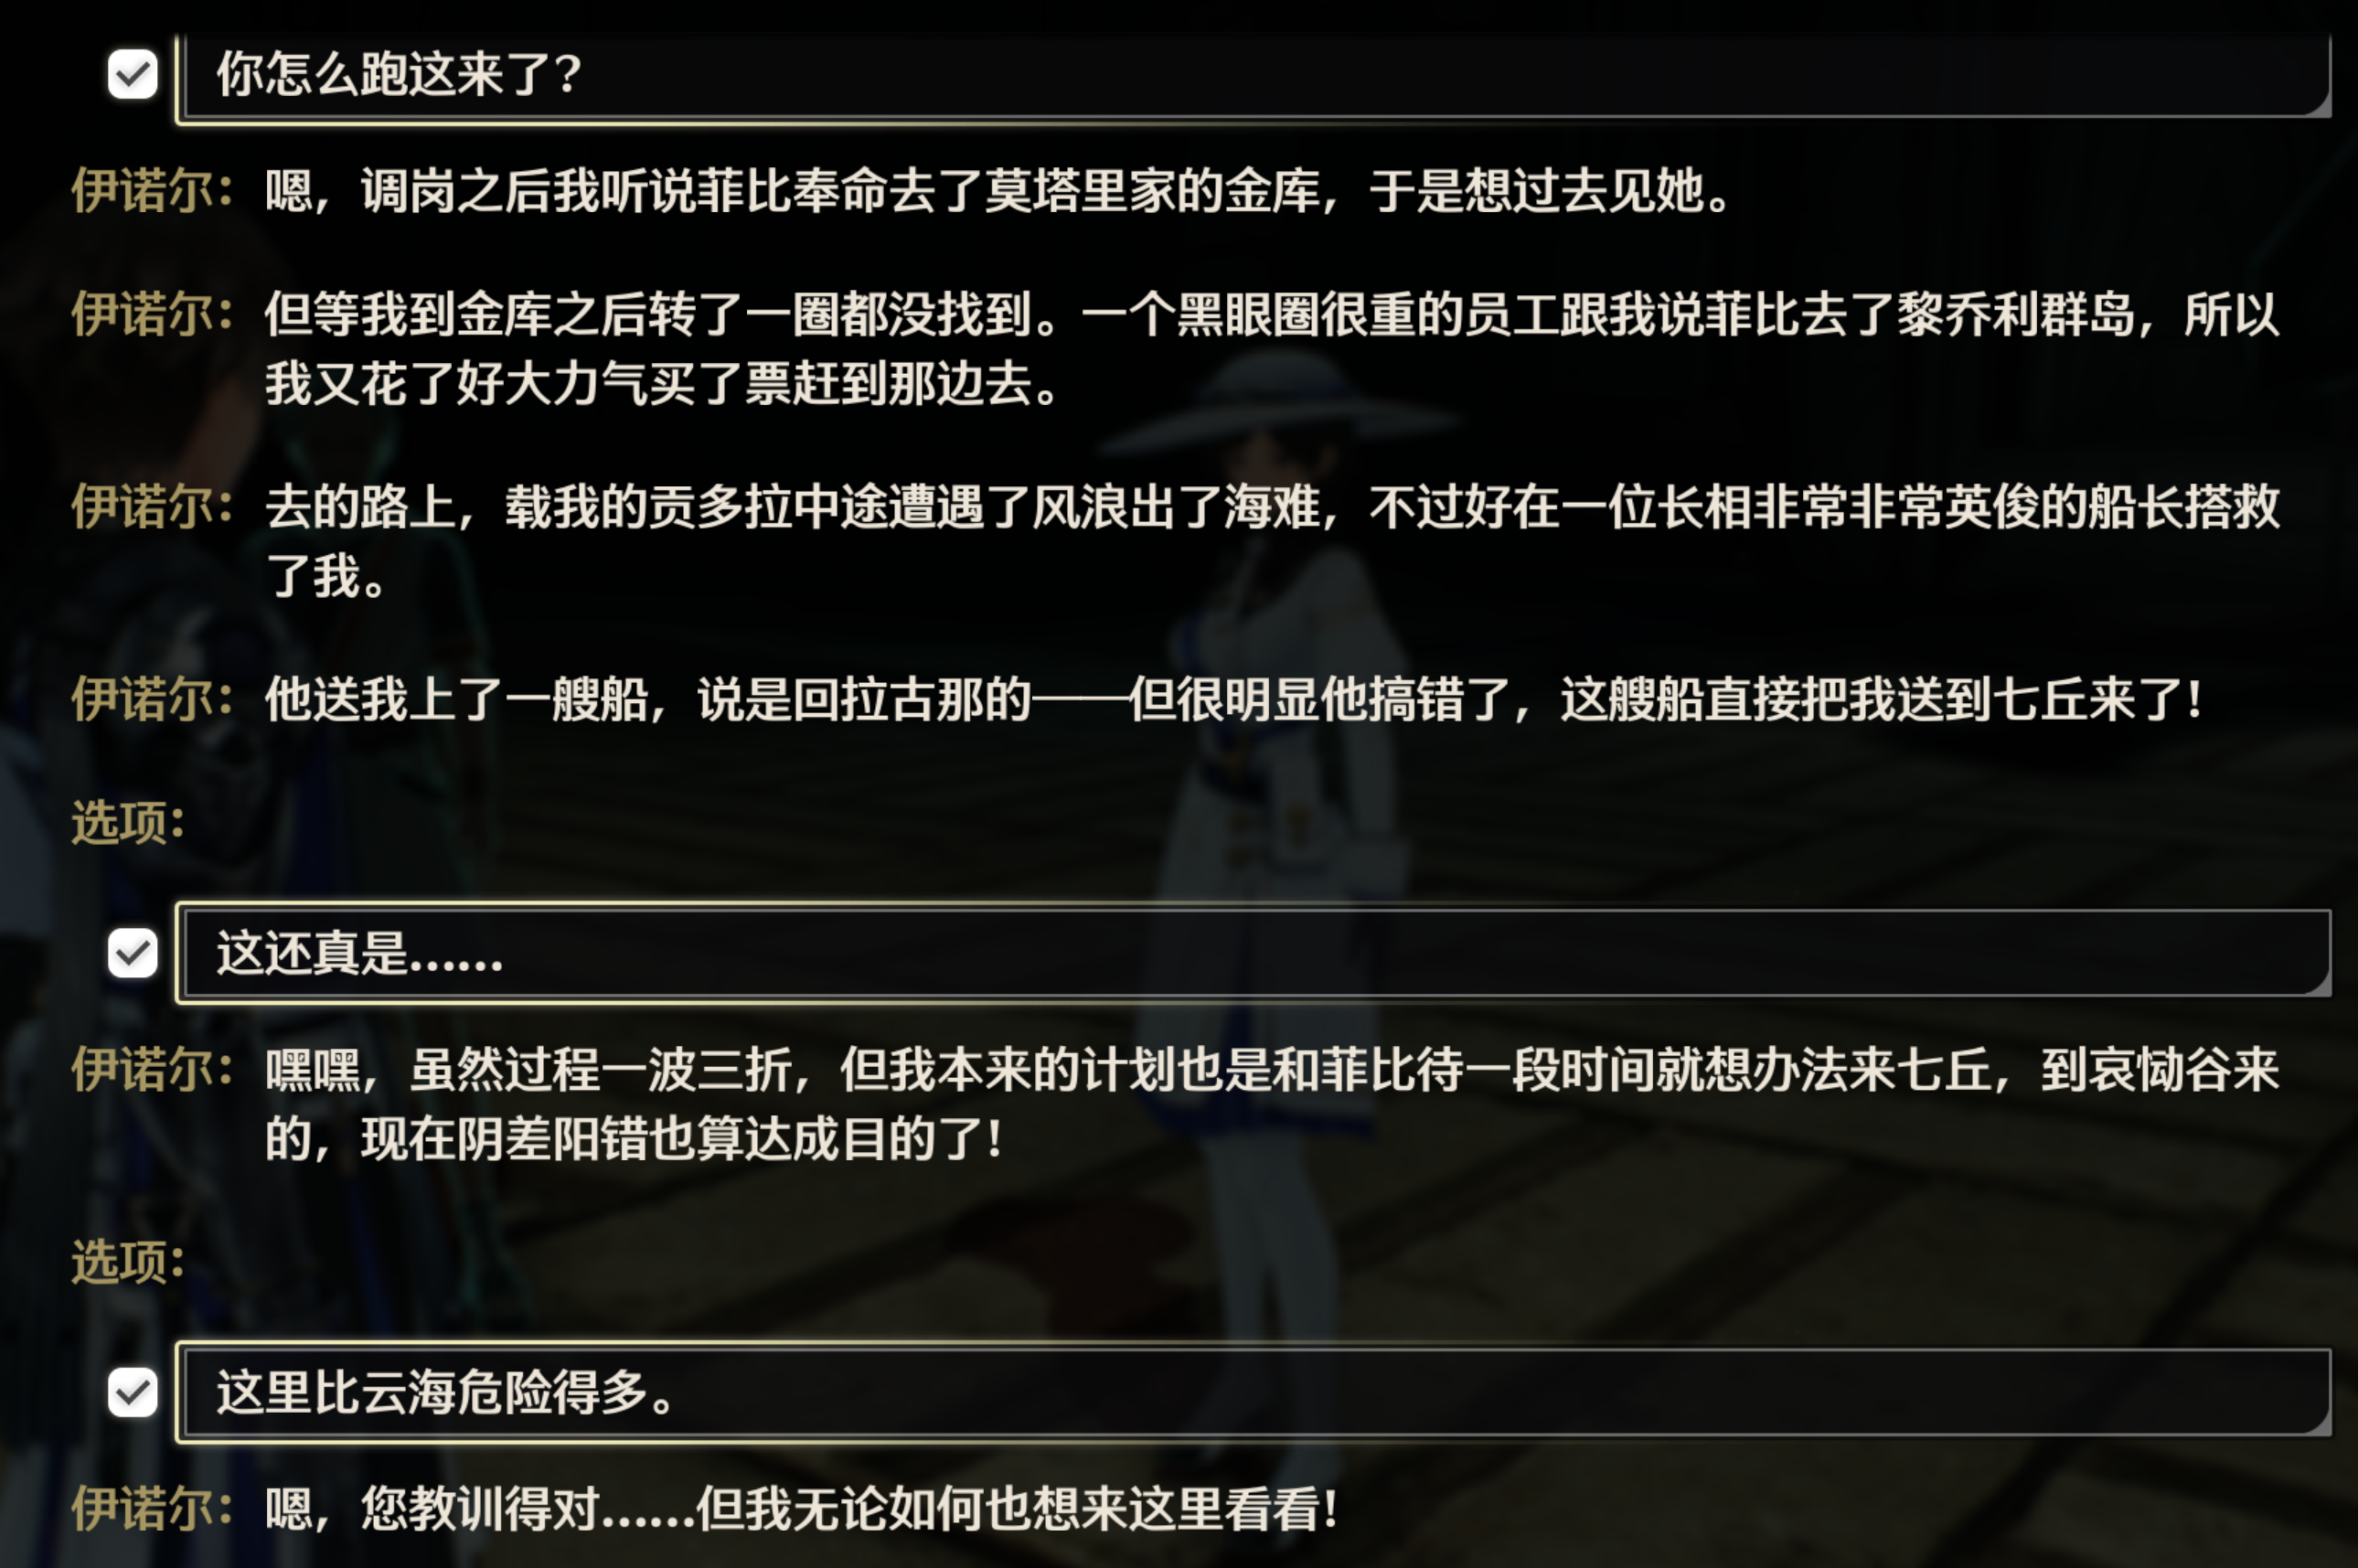 你怎么跑这来了?
伊诺尔: 嗯，调岗之后我听说菲比奉命去了莫塔里家的金库，于是想过去见她。
伊诺尔: 但等我到金库之后转了一圈都没找到。一个黑眼圈很重的员工跟我说菲比去了黎乔利群岛，所以
我又花了好大力气买了票赶到那边去。
伊诺尔: 去的路上，载我的贡多拉中途遭遇了风浪出了海难，不过好在一位长相非常非常英俊的船长搭救
了我。
伊诺尔: 他送我上了一艘船，说是回拉古那的——但很明显他搞错了，这艘船直接把我送到七丘来了!
选项:
这还真是……
伊诺尔: 嘿嘿，虽然过程一波三折，但我本来的计划也是和菲比待一段时间就想办法来七丘，到哀恸谷来
的，现在阴差阳错也算达成目的了!
选项:
这里比云海危险得多。
伊诺尔: 嗯，您教训得对……但我无论如何也想来这里看看!